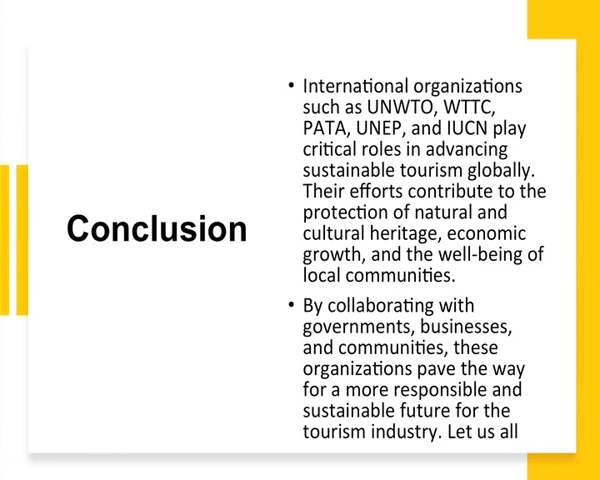 Conclusion
• International organizations
such as UNWTO, WTTC,
PATA, UNEP, and IUCN play
critical roles in advancing
sustainable tourism globally.
Their efforts contribute to the
protection of natural and
cultural heritage, economic
growth, and the well-being of
local communities.
• By collaborating with
governments, businesses,
and communities, these
organizations pave the way
for a more responsible and
sustainable future for the
tourism industry. Let us all